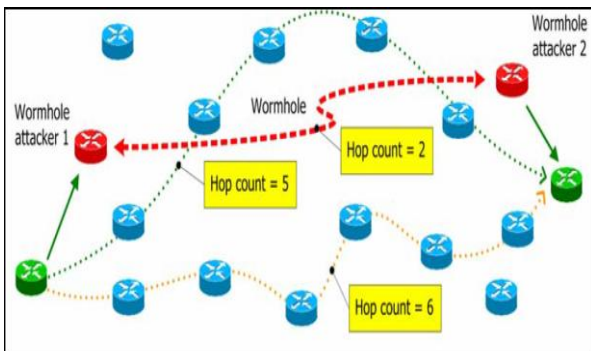 Wormhole
attacker 2
Wormhole
attacker 1
Wormhole
Hop count = 2
Hop count = 5
Hop count = 6